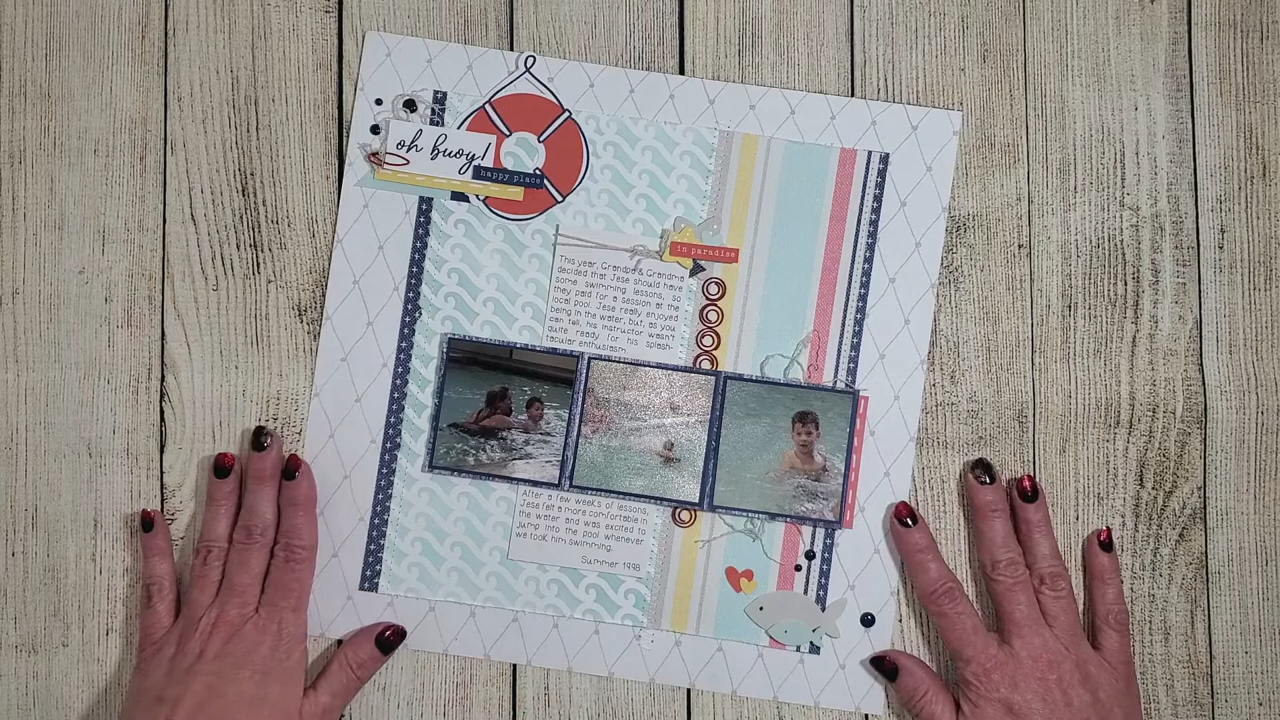 oh buoy!
happy place
in paradise
This year, Grandpa & Grandma
decided that Jese should have
some swimming lessons, so
they paid for a session at the
local pool. Jese really enjoyed
being in the water, but, as you
can tell, his instructor wasn't
quite ready for his splash-
tacular enthusiasm.
After a few weeks of lessons,
Jese felt a more comfortable in
the water and was excited to
jump into the pool whenever
we took him swimming.
Summer 1998